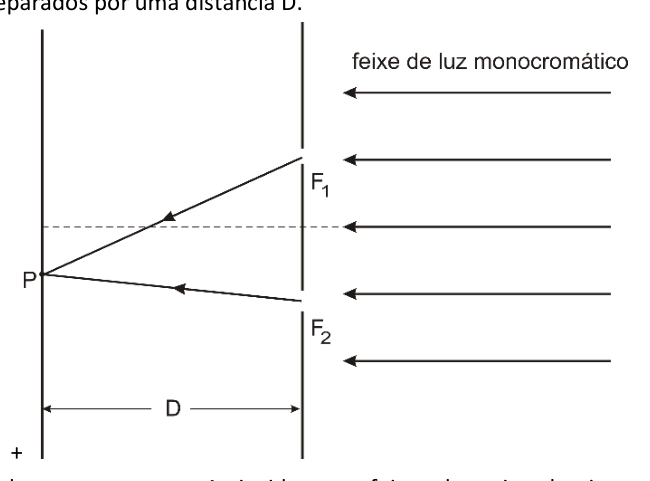 eparados por uma distância D.
feixe de luz monocromático
F1
P
F2
D
+